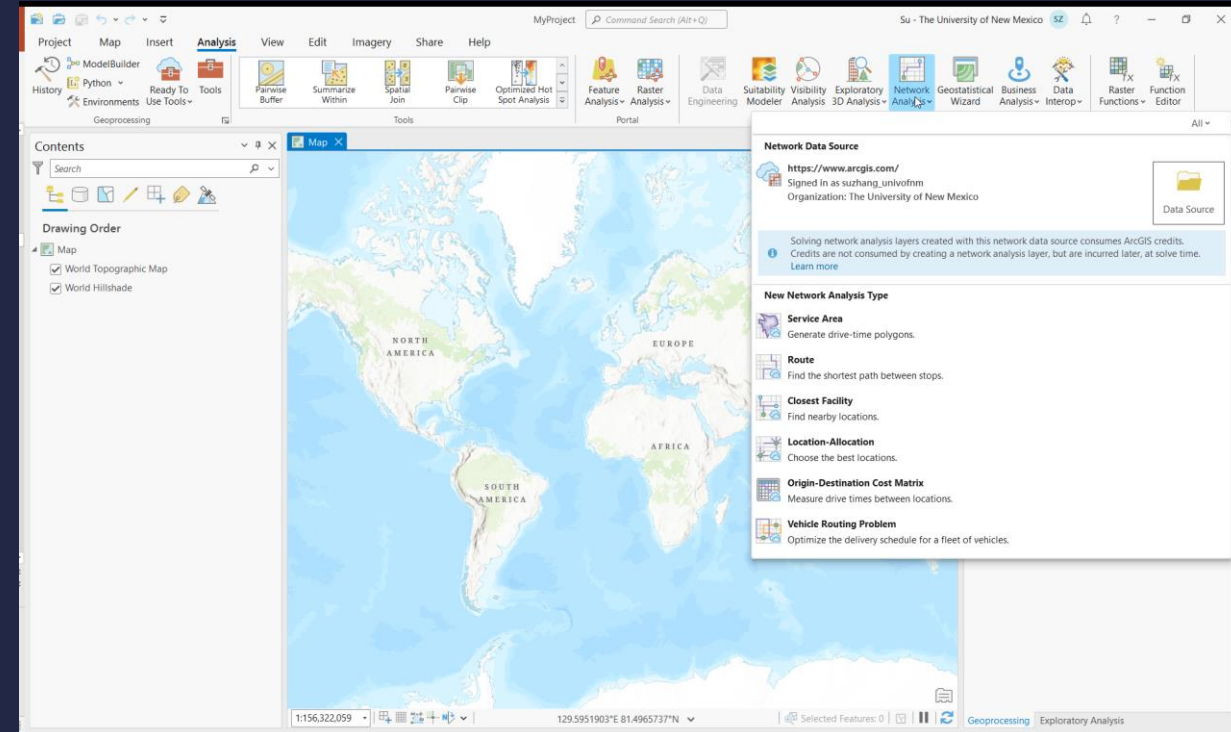 MyProject
Command Search (Alt+Q)
Su - The University of New Mexico
SZ
?
Project Map Insert Analysis View Edit Imagery Share Help
History
ModelBuilder
Python
Environments
Ready To Use Tools
Tools
Geoprocessing
Pairwise Buffer
Summarize Within
Spatial Join
Pairwise Clip
Optimized Hot Spot Analysis
Tools
Feature Analysis
Raster Analysis
Portal
Data Engineering
Suitability Modeler
Visibility Analysis
Exploratory 3D Analysis
Network Analysis
Geostatistical Wizard
Business Analysis
Data Interop
Raster Functions
Function Editor
All
Contents
Search
Drawing Order
Map
World Topographic Map
World Hillshade
Map
NORTH
AMERICA
EUROPE
AFRICA
SOUTH
AMERICA
Network Data Source
https://www.arcgis.com/
Signed in as suzhang_univofnm
Organization: The University of New Mexico
Data Source
Solving network analysis layers created with this network data source consumes ArcGIS credits.
Credits are not consumed by creating a network analysis layer, but are incurred later, at solve time.
Learn more
New Network Analysis Type
Service Area
Generate drive-time polygons.
Route
Find the shortest path between stops.
Closest Facility
Find nearby locations.
Location-Allocation
Choose the best locations.
Origin-Destination Cost Matrix
Measure drive times between locations.
Vehicle Routing Problem
Optimize the delivery schedule for a fleet of vehicles.
1:156,322,059
129.5951903°E 81.4965737°N
Selected Features: 0
Geoprocessing Exploratory Analysis